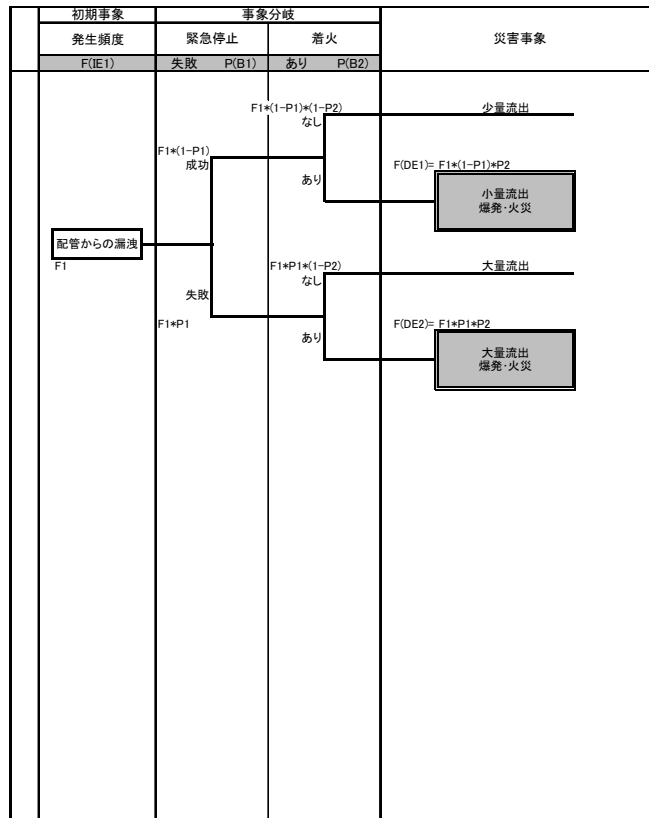 初期事象 事象分岐
発生頻度 緊急停止 着火 災害事象
F(IE1) 失敗 P(B1) あり P(B2)
F1*(1-P1)*(1-P2) 少量流出
なし
F1*(1-P1)
成功
あり F(DE1)= F1*(1-P1)*P2
小量流出
爆発・火災
配管からの漏洩
F1
F1*P1*(1-P2) 大量流出
なし
失敗
F1*P1
あり F(DE2)= F1*P1*P2
大量流出
爆発・火災